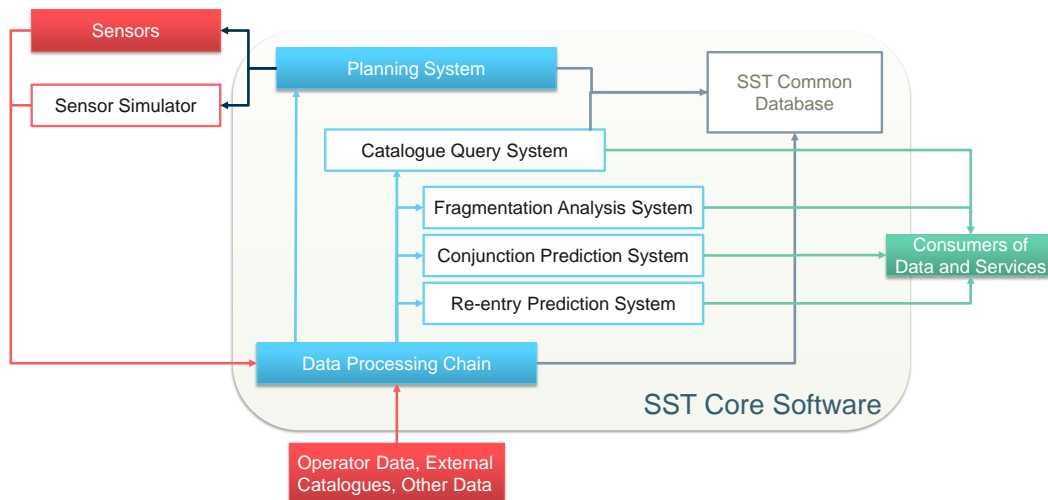 Sensors
Planning System
SST Common
Database
Sensor Simulator
Catalogue Query System
Fragmentation Analysis System
Conjunction Prediction System
Consumers of
Data and Services
Re-entry Prediction System
Data Processing Chain
SST Core Software
Operator Data, External
Catalogues, Other Data